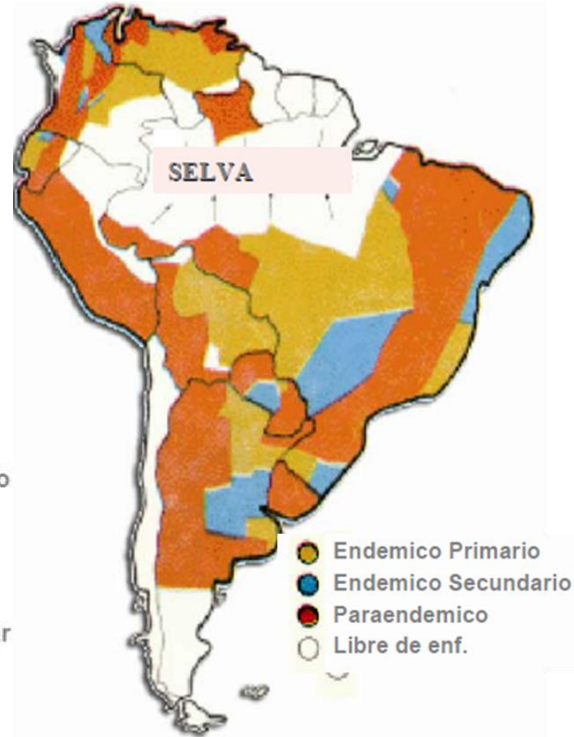 SELVA
o
r
Endemico Primario
Endemico Secundario
Paraendemico
Libre de enf.